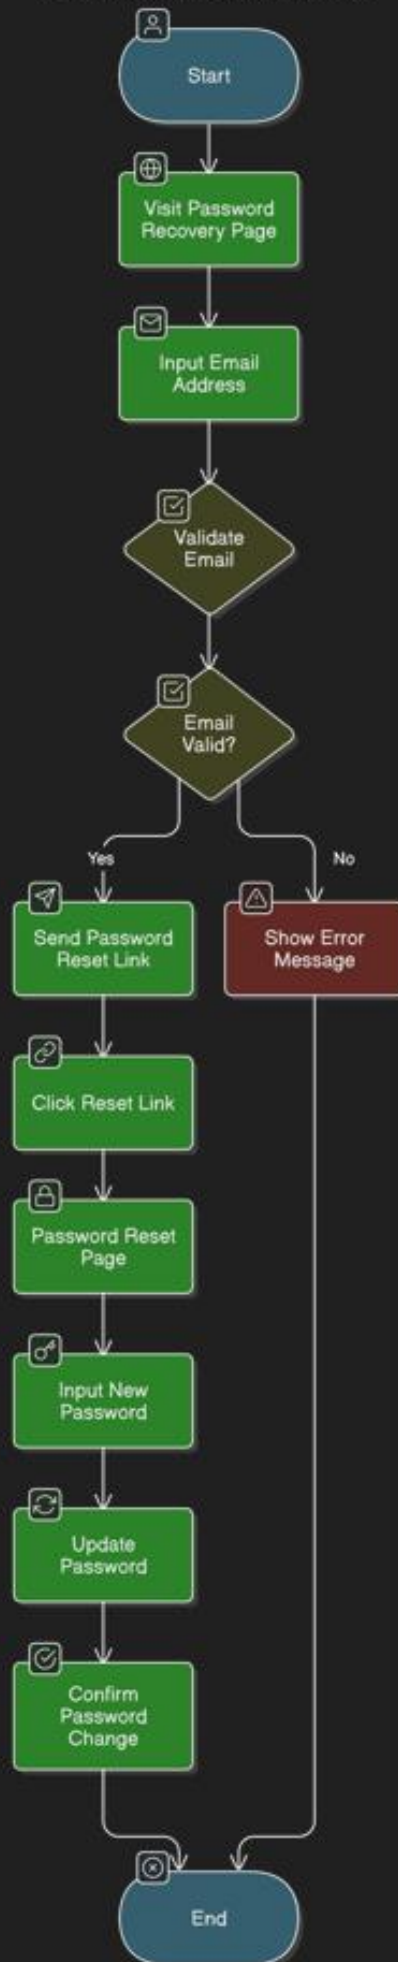 Start
Visit Password
Recovery Page
Input Email
Address
Validate
Email
Email
Valid?
Yes
No
Send Password
Reset Link
Show Error
Message
Click Reset Link
Password Reset
Page
Input New
Password
Update
Password
Confirm
Password
Change
End